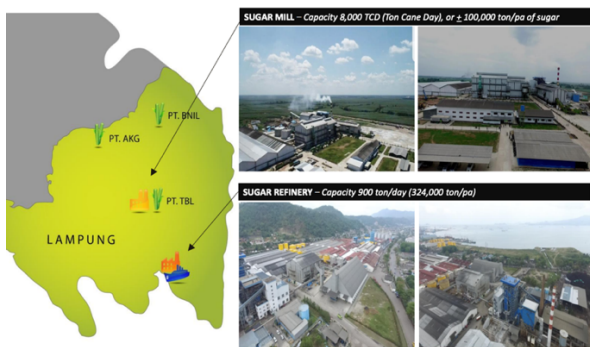 SUGAR MILL – Capacity 8,000 TCD (Ton Cane Day), or ± 100,000 ton/pa of sugar
PT. BNIL
PT. AKG
PT. TBL
SUGAR REFINERY – Capacity 900 ton/day (324,000 ton/pa)
LAMPUNG